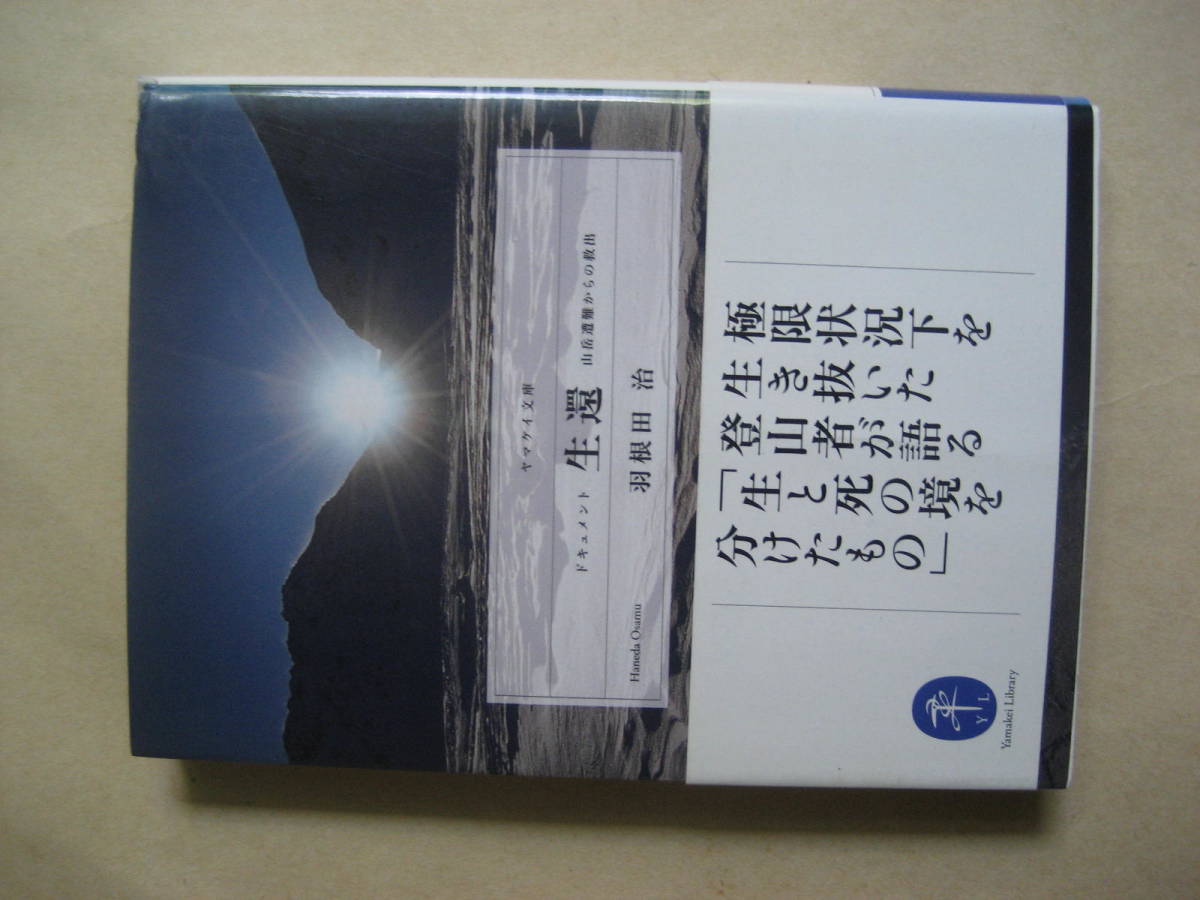 ヤマケイ文庫
ドキュメント 生還 山岳遭難からの救出
Haneda Osamu 羽根田 治
極限状況下を
生き抜いた
登山者が語る
「生と死の境を
分けたもの」
Y L
Yamakei Library